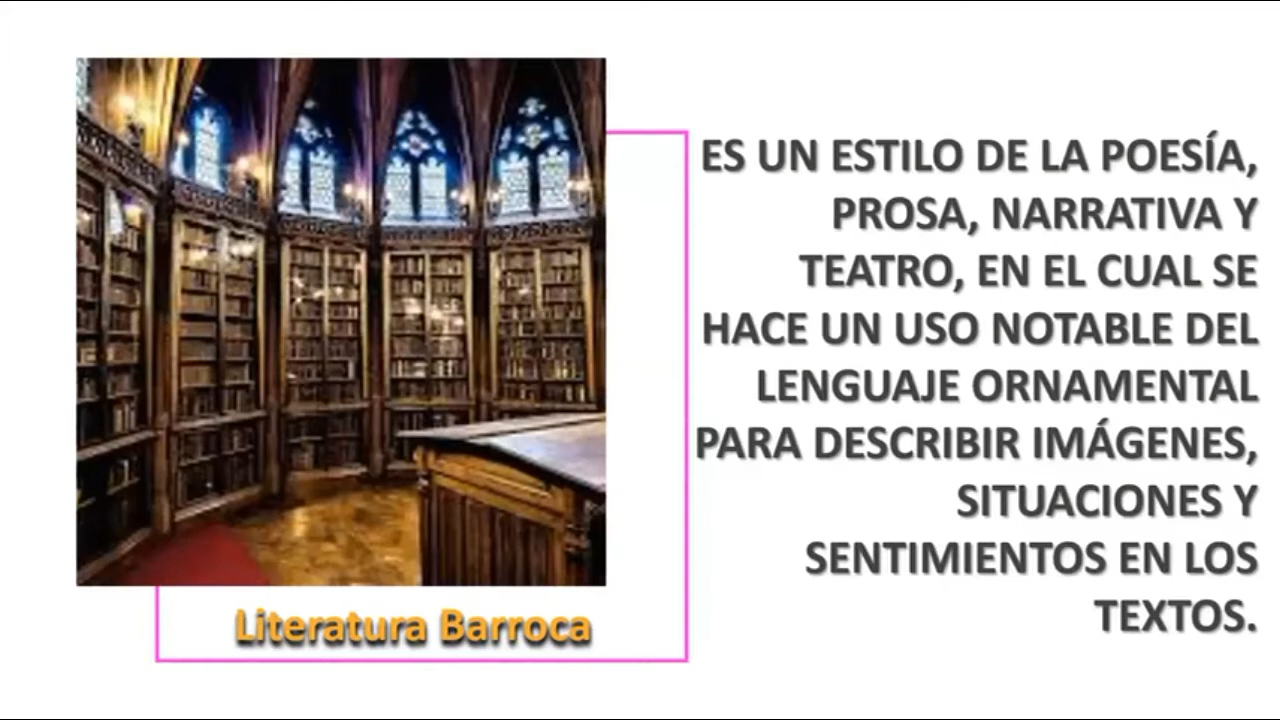 ES UN ESTILO DE LA POESÍA,
PROSA, NARRATIVA Y
TEATRO, EN EL CUAL SE
HACE UN USO NOTABLE DEL
LENGUAJE ORNAMENTAL
PARA DESCRIBIR IMÁGENES,
SITUACIONES Y
SENTIMIENTOS EN LOS
TEXTOS.
Literatura Barroca